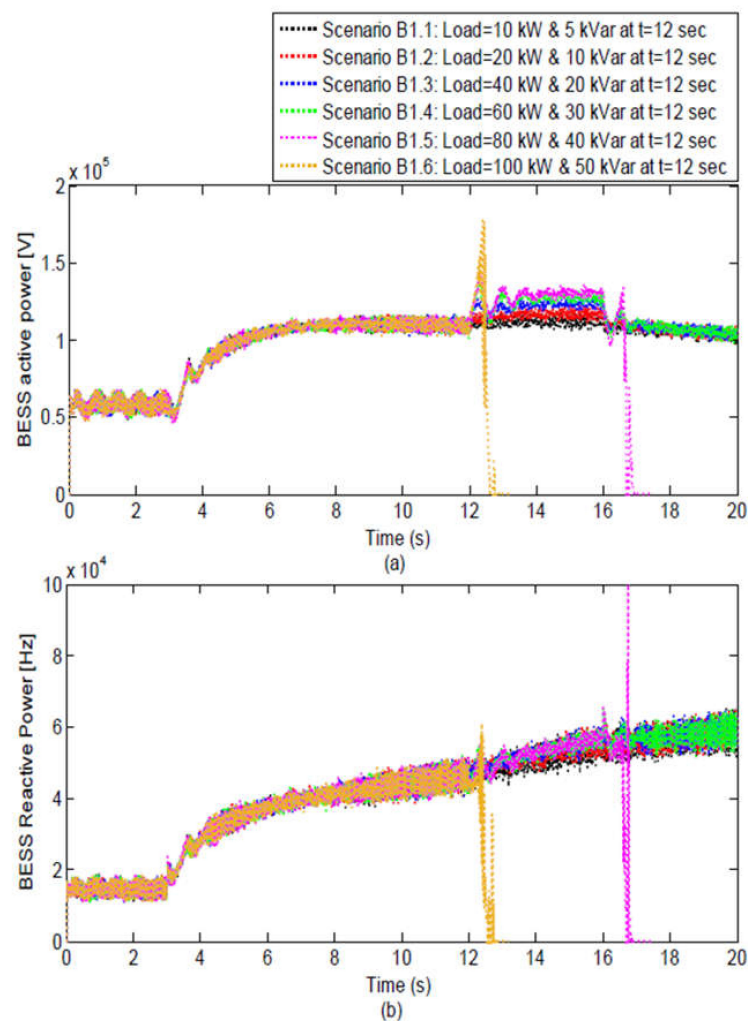 Scenario B1.1: Load=10 kW & 5 kVar at t=12 sec
Scenario B1.2: Load=20 kW & 10 kVar at t=12 sec
Scenario B1.3: Load=40 kW & 20 kVar at t=12 sec
Scenario B1.4: Load=60 kW & 30 kVar at t=12 sec
Scenario B1.5: Load=80 kW & 40 kVar at t=12 sec
Scenario B1.6: Load=100 kW & 50 kVar at t=12 sec
x 10^5
BESS active power [V]
2
1.5
1
0.5
0
0 2 4 6 8 10 12 14 16 18 20
Time (s)
(a)
x 10^4
BESS Reactive Power [Hz]
10
8
6
4
2
0
0 2 4 6 8 10 12 14 16 18 20
Time (s)
(b)